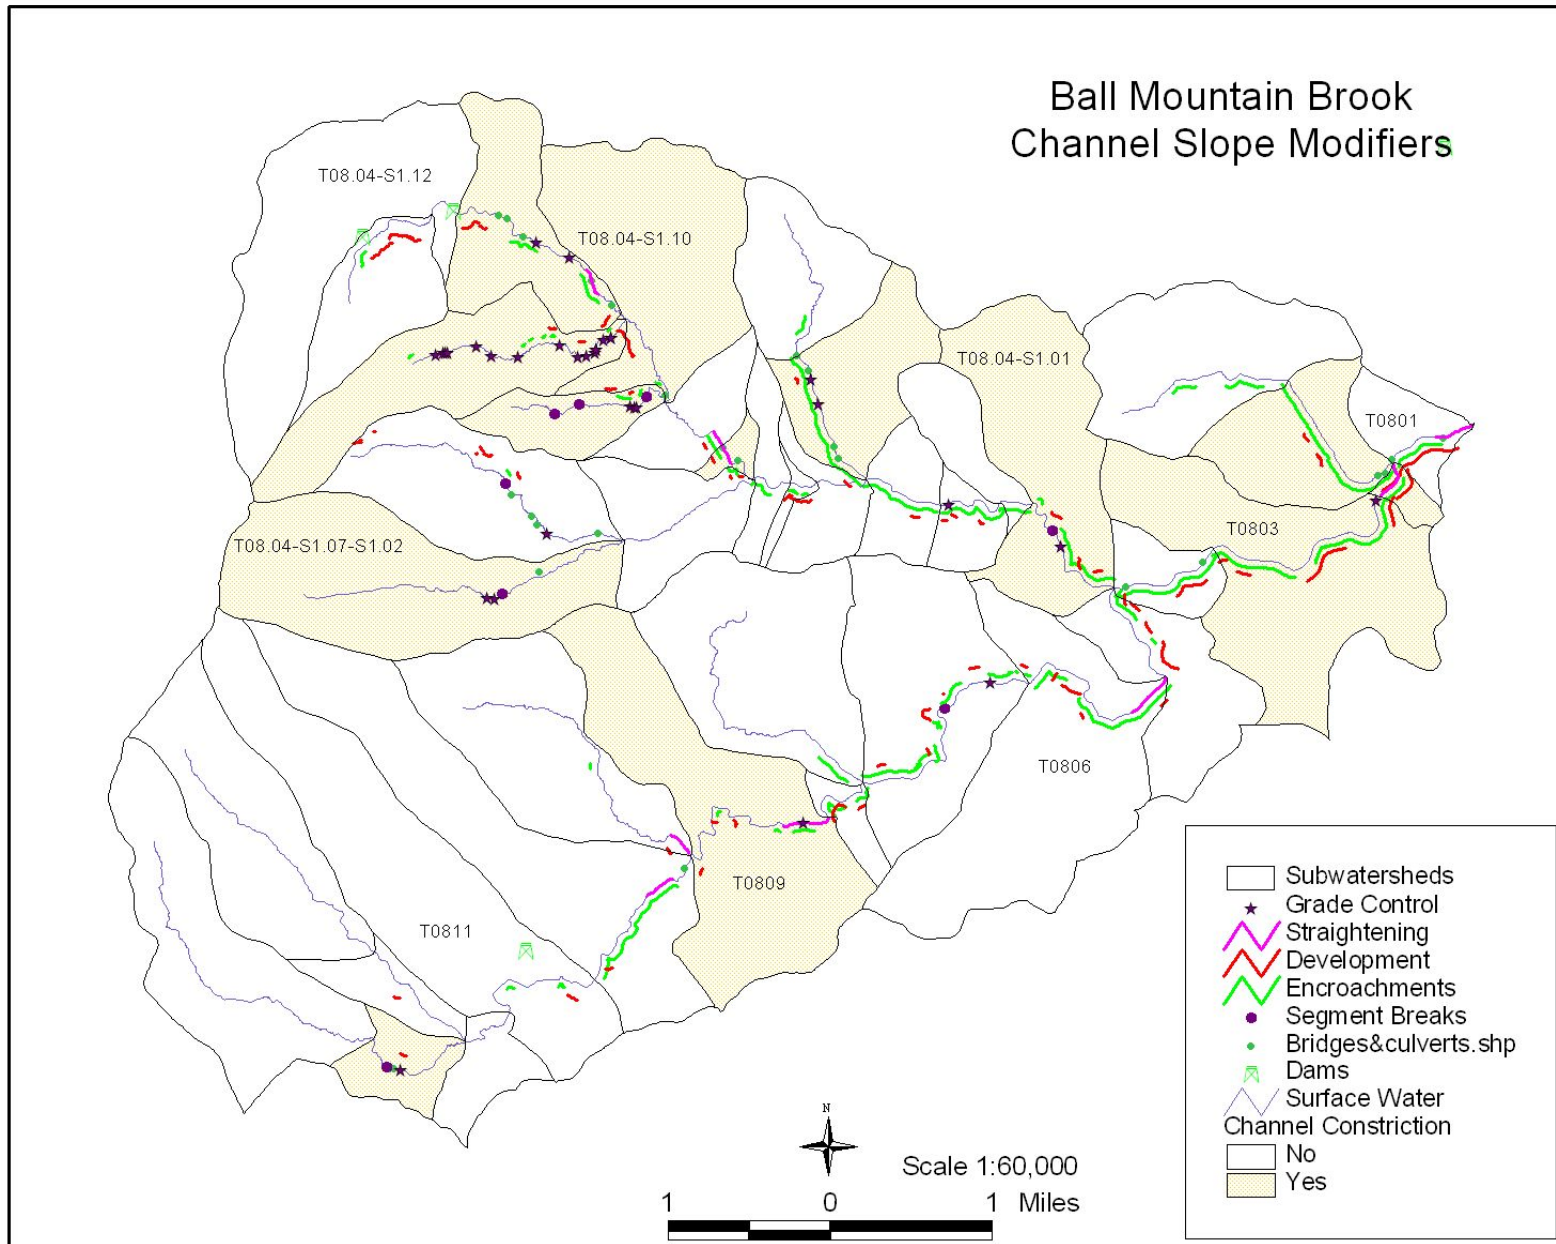 Ball Mountain Brook
Channel Slope Modifiers
T08.04-S1.12
T08.04-S1.10
T08.04-S1.01
T0801
T0803
T08.04-S1.07-S1.02
T0806
T0809
T0811
Subwatersheds
Grade Control
Straightening
Development
Encroachments
Segment Breaks
Bridges&culverts.shp
Dams
Surface Water
Channel Constriction
No
Yes
N
Scale 1:60,000
1 0 1 Miles